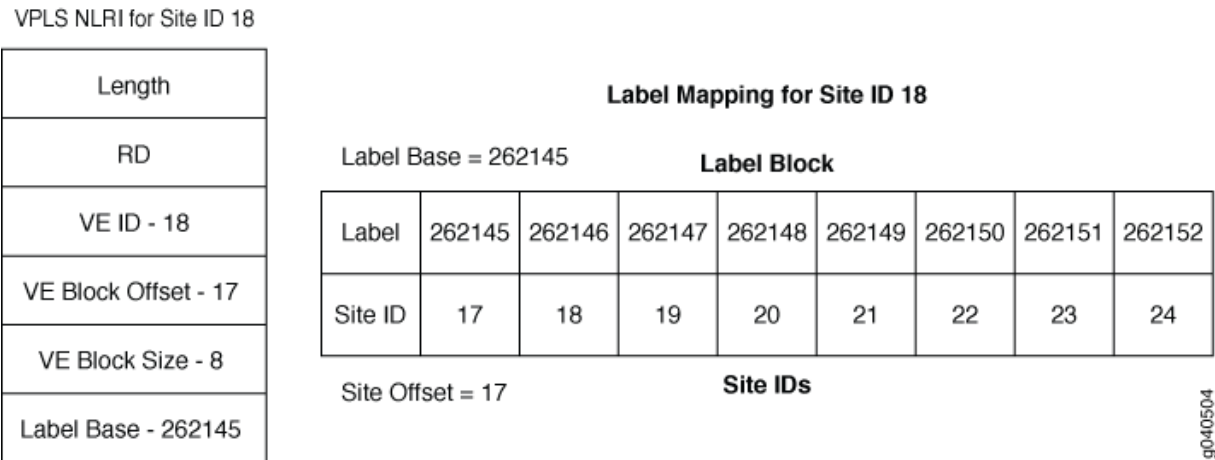 VPLS NLRI for Site ID 18
Length
RD
VE ID - 18
VE Block Offset - 17
VE Block Size - 8
Label Base - 262145
Label Mapping for Site ID 18
Label Base = 262145
Label Block
Label 262145 262146 262147 262148 262149 262150 262151 262152
Site ID 17 18 19 20 21 22 23 24
Site Offset = 17
Site IDs
g040504